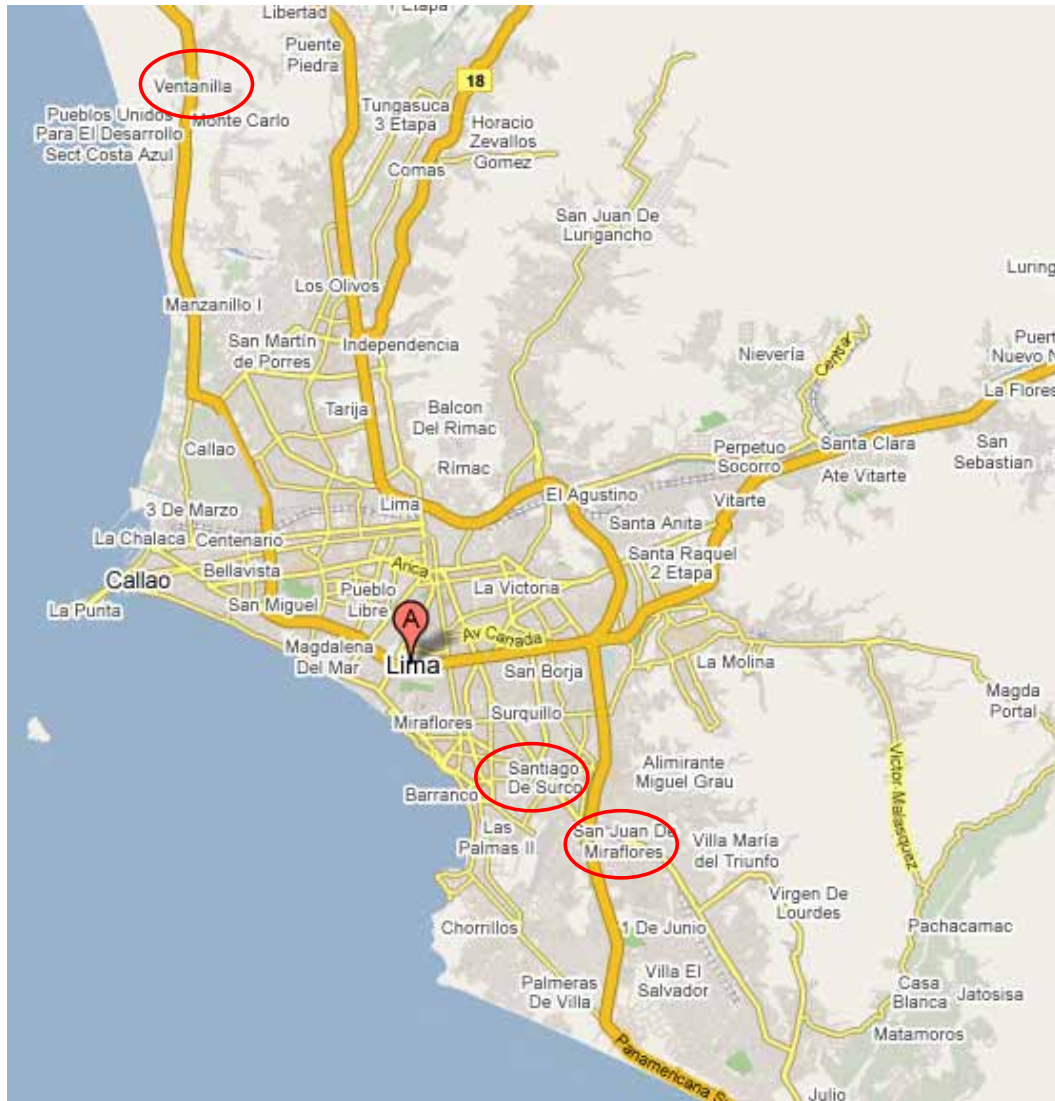 1 Etapa
Libertad
Puente
Piedra
18
Ventanilla
Tungasuca
3 Etapa
Pueblos Unidos
Para El Desarrollo
Sect Costa Azul
Monte Carlo
Horacio
Zevallos
Gomez
Comas
San Juan De
Lurigancho
Luring
Los Olivos
Manzanillo I
San Martín
de Porres
Independencia
Nievería
Central
Puert
Nuevo N
La Flores
Tarija
Balcon
Del Rimac
Callao
Rímac
Perpetuo
Socorro
Santa Clara
San
Sebastian
Ate Vitarte
El Agustino
Vitarte
3 De Marzo
Lima
Santa Anita
La Chalaca
Centenario
Santa Raquel
2 Etapa
Bellavista
Arica
Callao
Pueblo
Libre
La Victoria
La Punta
San Miguel
A
Av Canada
Magdalena
Del Mar
Lima
San Borja
La Molina
Magda
Portal
Miraflores
Surquillo
Santiago
De Surco
Alimirante
Miguel Grau
Victor Malasquez
Barranco
Las
Palmas II
San Juan De
Miraflores
Villa María
del Triunfo
Virgen De
Lourdes
Chorrillos
1 De Junio
Pachacamac
Palmeras
De Villa
Villa El
Salvador
Casa
Blanca
Jatosisa
Matamoros
Panamericana S
Julio